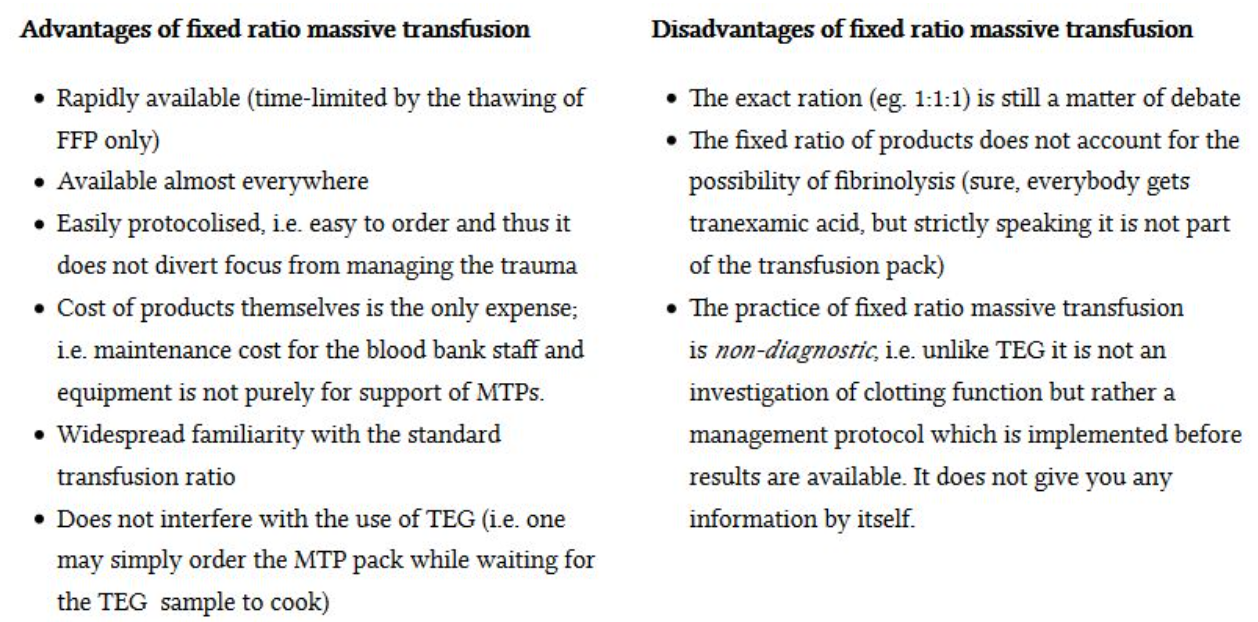 Advantages of fixed ratio massive transfusion
• Rapidly available (time-limited by the thawing of
FFP only)
• Available almost everywhere
• Easily protocolised, i.e. easy to order and thus it
does not divert focus from managing the trauma
• Cost of products themselves is the only expense;
i.e. maintenance cost for the blood bank staff and
equipment is not purely for support of MTPs.
• Widespread familiarity with the standard
transfusion ratio
• Does not interfere with the use of TEG (i.e. one
may simply order the MTP pack while waiting for
the TEG  sample to cook)
Disadvantages of fixed ratio massive transfusion
• The exact ration (eg. 1:1:1) is still a matter of debate
• The fixed ratio of products does not account for the
possibility of fibrinolysis (sure, everybody gets
tranexamic acid, but strictly speaking it is not part
of the transfusion pack)
• The practice of fixed ratio massive transfusion
is non-diagnostic, i.e. unlike TEG it is not an
investigation of clotting function but rather a
management protocol which is implemented before
results are available. It does not give you any
information by itself.